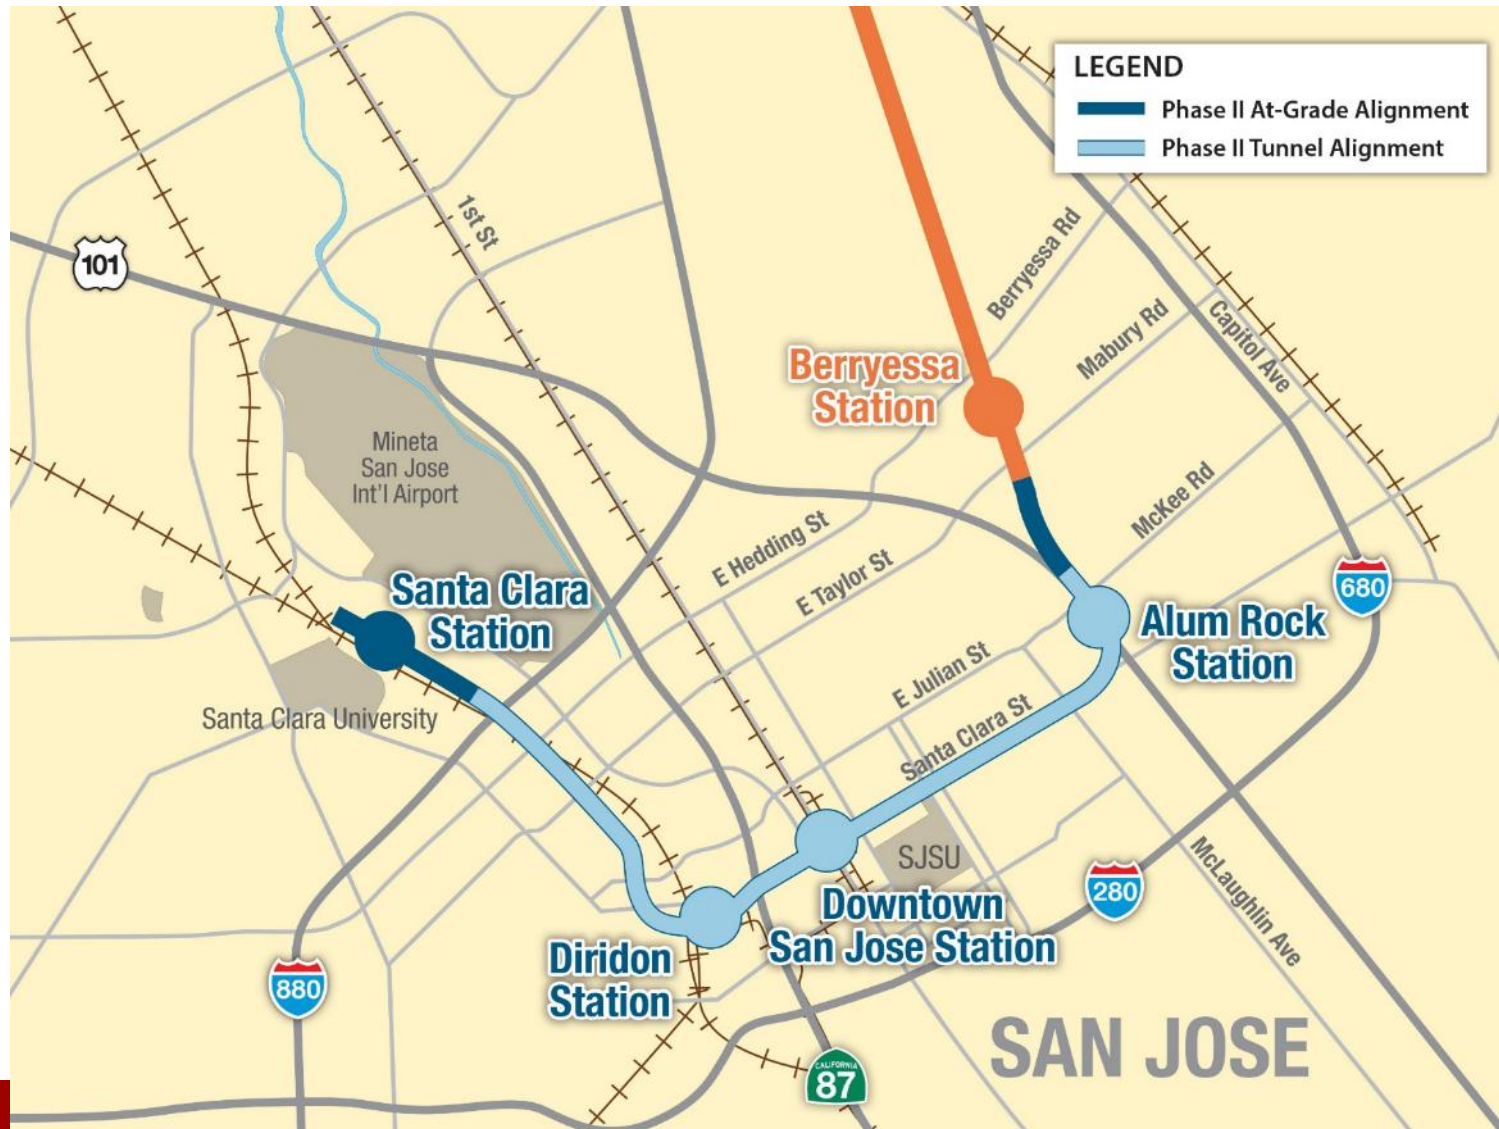 LEGEND
Phase II At-Grade Alignment
Phase II Tunnel Alignment
1st St
101
Berryessa Rd
Mabury Rd
Capitol Ave
Berryessa
Station
Mineta
San Jose
Int'l Airport
McKee Rd
E Hedding St
E Taylor St
680
Santa Clara
Station
Alum Rock
Station
E Julian St
Santa Clara St
Santa Clara University
SJSU
280
McLaughlin Ave
Downtown
San Jose Station
Diridon
Station
880
SAN JOSE
CALIFORNIA
87